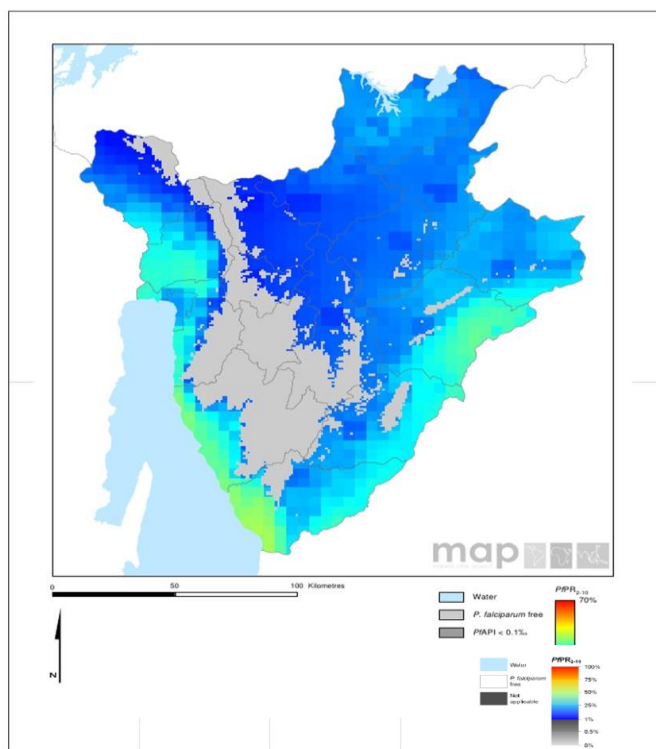 map
0 50 100 Kilometres
Water
P. falciparum free
PfAPI < 0.1‰
PfPR2-10
70%
Water
P. falciparum
free
Not
applicable
PfPR2-10
100%
75%
50%
25%
1%
0.5%
0%
N